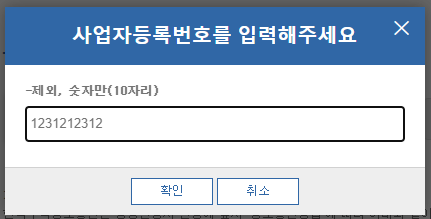 사업자등록번호를 입력해주세요
-제외, 숫자만(10자리)
1231212312
확인 취소